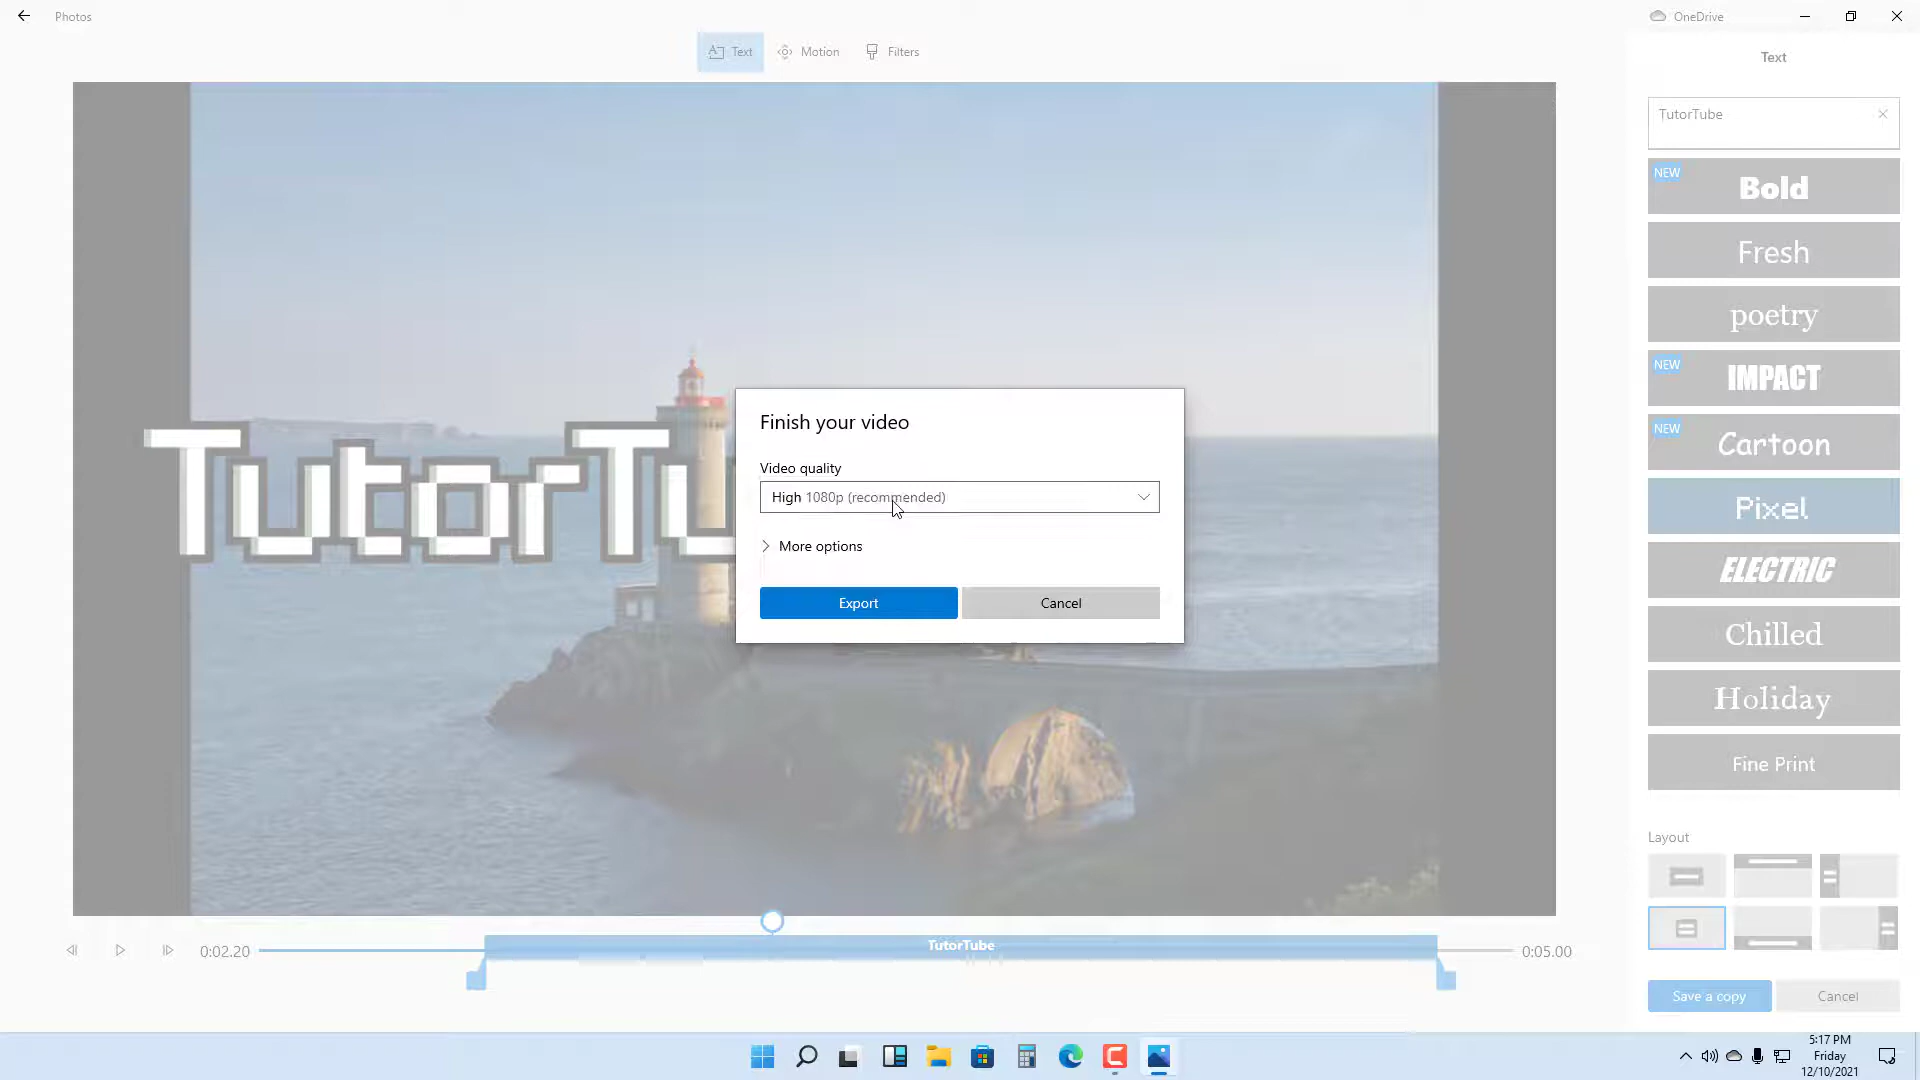 Photos
OneDrive
Text
Motion
Filters
Text
TutorTube
NEW
Bold
Fresh
poetry
NEW
IMPACT
NEW
Cartoon
Pixel
ELECTRIC
Chilled
Holiday
Fine Print
Layout
Save a copy
Cancel
TutorTu
Finish your video
Video quality
High 1080p (recommended)
More options
Export
Cancel
0:02.20
TutorTube
0:05.00
5:17 PM
Friday
12/10/2021